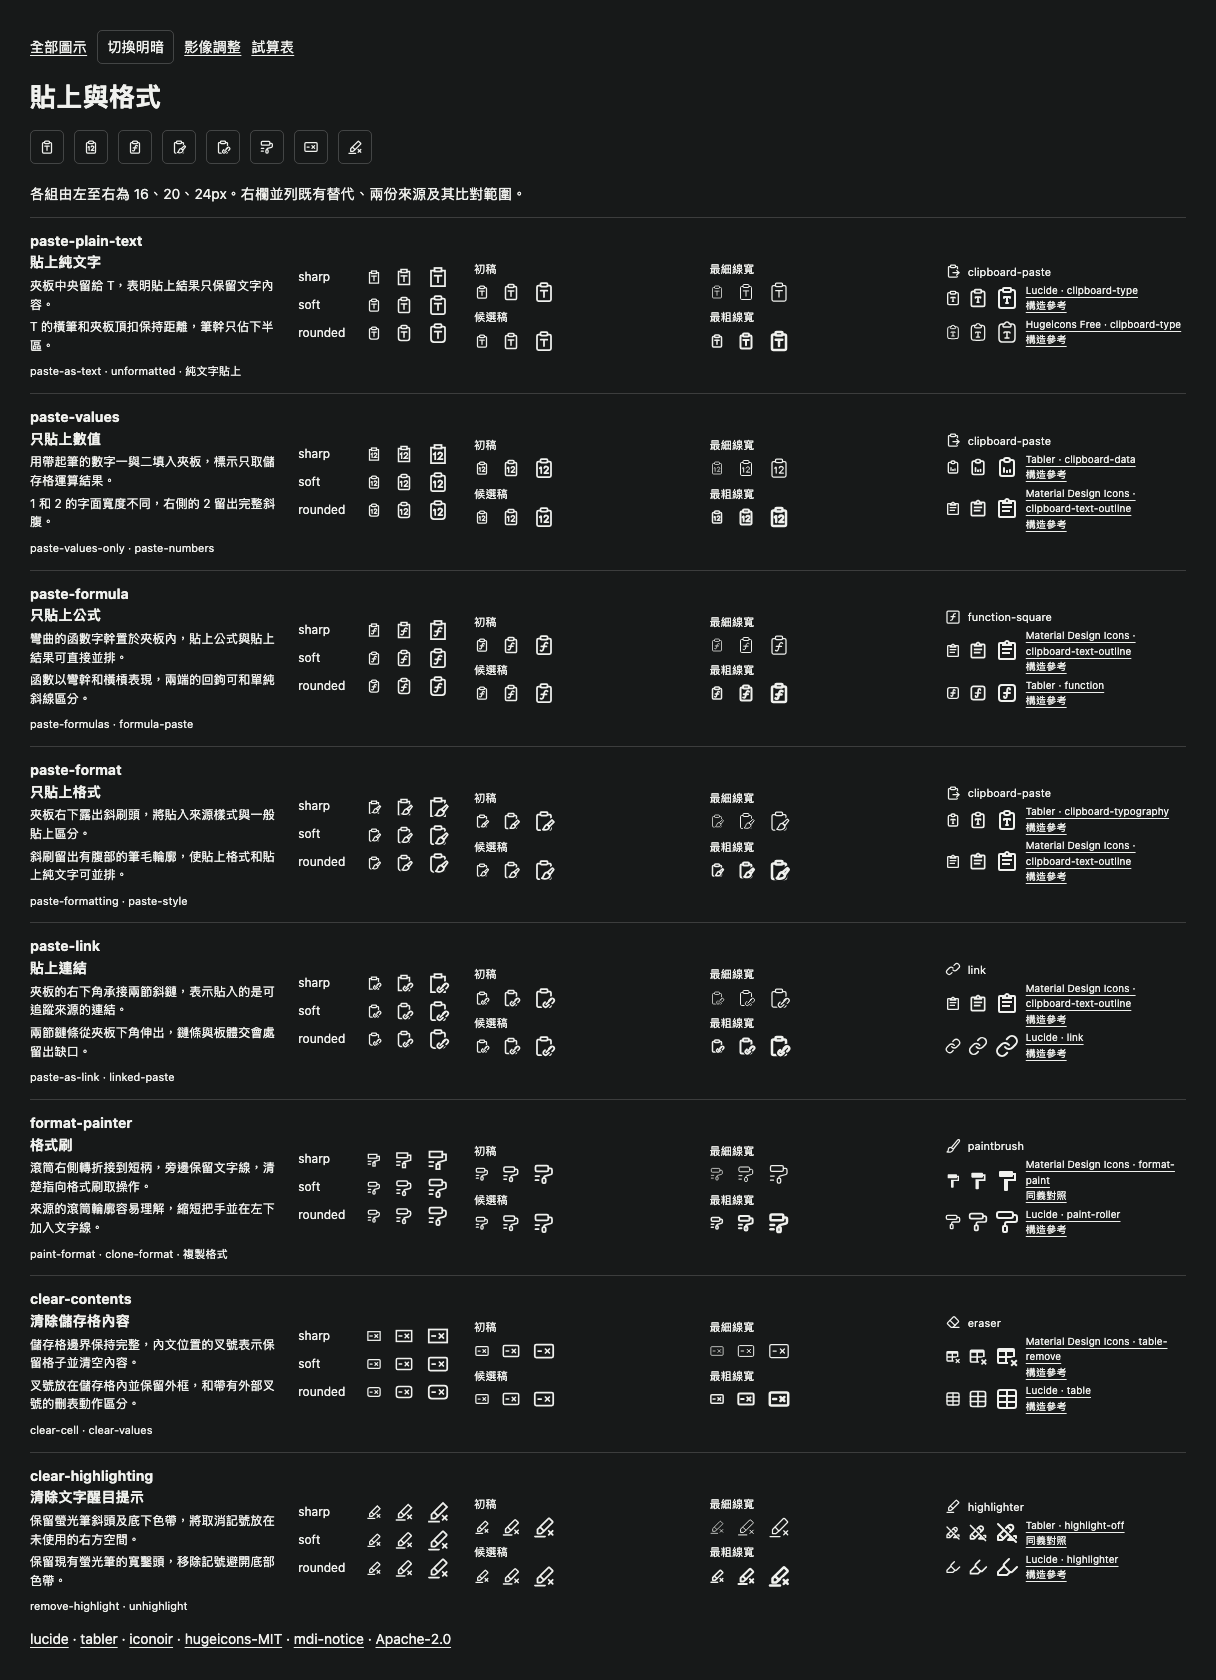 全部圖示 切換明暗 影像調整 試算表
貼上與格式
各組由左至右為 16、20、24px。右欄並列既有替代、兩份來源及其比對範圍。
paste-plain-text
貼上純文字
夾板中央留給 T，表明貼上結果只保留文字內
容。
T 的橫筆和夾板頂扣保持距離，筆幹只佔下半
區。
paste-as-text · unformatted · 純文字貼上
sharp
soft
rounded
初稿
候選稿
最細線寬
最粗線寬
clipboard-paste
Lucide · clipboard-type
構造參考
Hugeicons Free · clipboard-type
構造參考
paste-values
只貼上數值
用帶起筆的數字一與二填入夾板，標示只取儲
存格運算結果。
1 和 2 的字面寬度不同，右側的 2 留出完整斜
腹。
paste-values-only · paste-numbers
sharp
soft
rounded
初稿
候選稿
最細線寬
最粗線寬
clipboard-paste
Tabler · clipboard-data
構造參考
Material Design Icons ·
clipboard-text-outline
構造參考
paste-formula
只貼上公式
彎曲的函數字幹置於夾板內，貼上公式與貼上
結果可直接並排。
函數以彎幹和橫槓表現，兩端的回鉤可和單純
斜線區分。
paste-formulas · formula-paste
sharp
soft
rounded
初稿
候選稿
最細線寬
最粗線寬
function-square
Material Design Icons ·
clipboard-text-outline
構造參考
Tabler · function
構造參考
paste-format
只貼上格式
夾板右下露出斜刷頭，將貼入來源樣式與一般
貼上區分。
斜刷留出有腹部的筆毛輪廓，使貼上格式和貼
上純文字可並排。
paste-formatting · paste-style
sharp
soft
rounded
初稿
候選稿
最細線寬
最粗線寬
clipboard-paste
Tabler · clipboard-typography
構造參考
Material Design Icons ·
clipboard-text-outline
構造參考
paste-link
貼上連結
夾板的右下角承接兩節斜鏈，表示貼入的是可
追蹤來源的連結。
兩節鏈條從夾板下角伸出，鏈條與板體交會處
留出缺口。
paste-as-link · linked-paste
sharp
soft
rounded
初稿
候選稿
最細線寬
最粗線寬
link
Material Design Icons ·
clipboard-text-outline
構造參考
Lucide · link
構造參考
format-painter
格式刷
滾筒右側轉折接到短柄，旁邊保留文字線，清
楚指向格式刷取操作。
來源的滾筒輪廓容易理解，縮短把手並在左下
加入文字線。
paint-format · clone-format · 複製格式
sharp
soft
rounded
初稿
候選稿
最細線寬
最粗線寬
paintbrush
Material Design Icons · format-
paint
同義對照
Lucide · paint-roller
構造參考
clear-contents
清除儲存格內容
儲存格邊界保持完整，內文位置的叉號表示保
留格子並清空內容。
叉號放在儲存格內並保留外框，和帶有外部叉
號的刪表動作區分。
clear-cell · clear-values
sharp
soft
rounded
初稿
候選稿
最細線寬
最粗線寬
eraser
Material Design Icons · table-
remove
構造參考
Lucide · table
構造參考
clear-highlighting
清除文字醒目提示
保留螢光筆斜頭及底下色帶，將取消記號放在
未使用的右方空間。
保留現有螢光筆的寬鑿頭，移除記號避開底部
色帶。
remove-highlight · unhighlight
sharp
soft
rounded
初稿
候選稿
最細線寬
最粗線寬
highlighter
Tabler · highlight-off
同義對照
Lucide · highlighter
構造參考
lucide · tabler · iconoir · hugeicons-MIT · mdi-notice · Apache-2.0